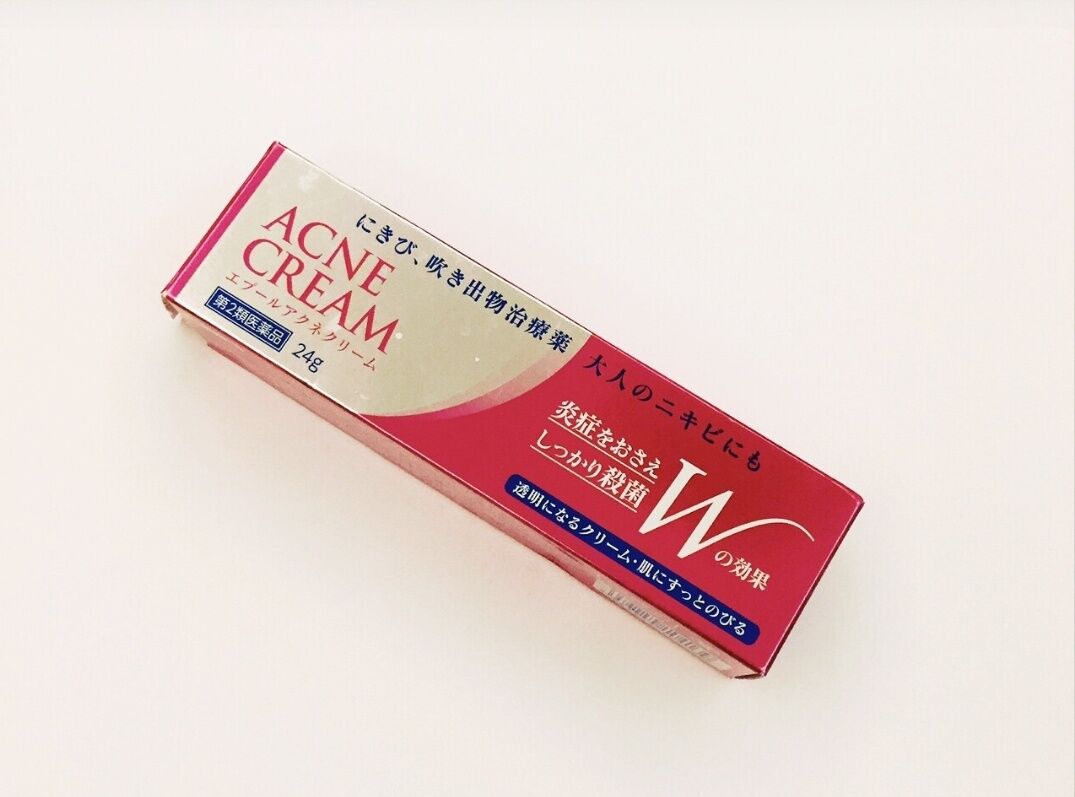 にきび、吹き出物治療薬
ACNE
CREAM
エプールアクネクリーム
第2類医薬品
24g
大人のニキビにも
炎症をおさえ
しっかり殺菌
Wの効果
透明になるクリーム・肌にすっとのびる